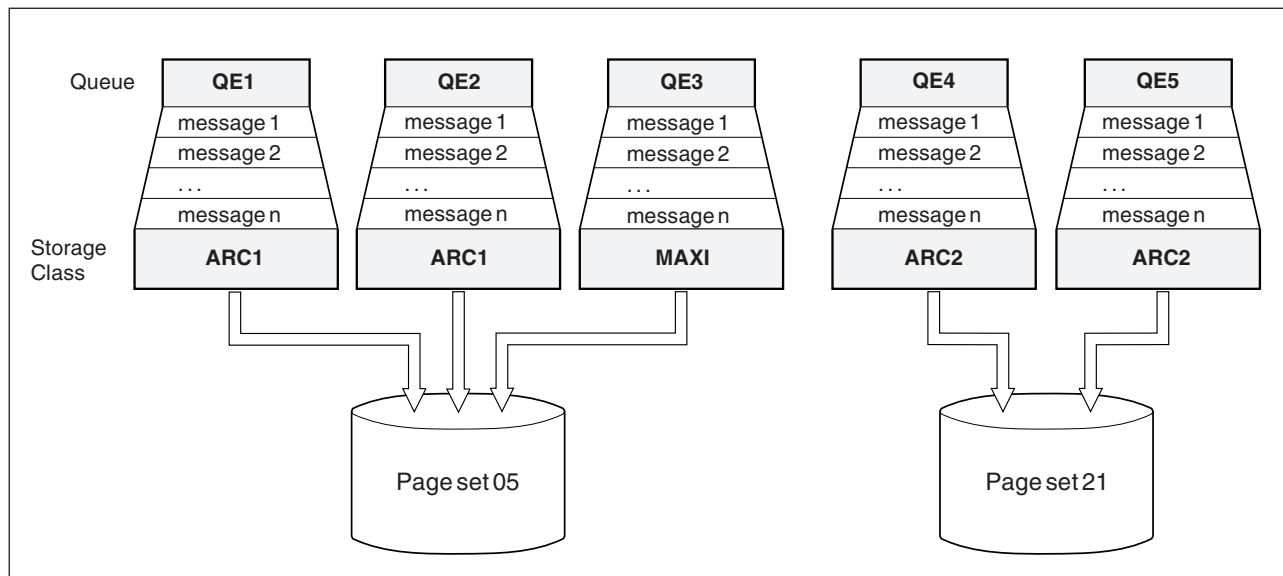 Queue QE1 QE2 QE3 QE4 QE5
message 1 message 1 message 1 message 1 message 1
message 2 message 2 message 2 message 2 message 2
. . . . . . . . . . . . . . .
message n message n message n message n message n
Storage
Class
ARC1 ARC1 MAXI ARC2 ARC2
Page set 05 Page set 21